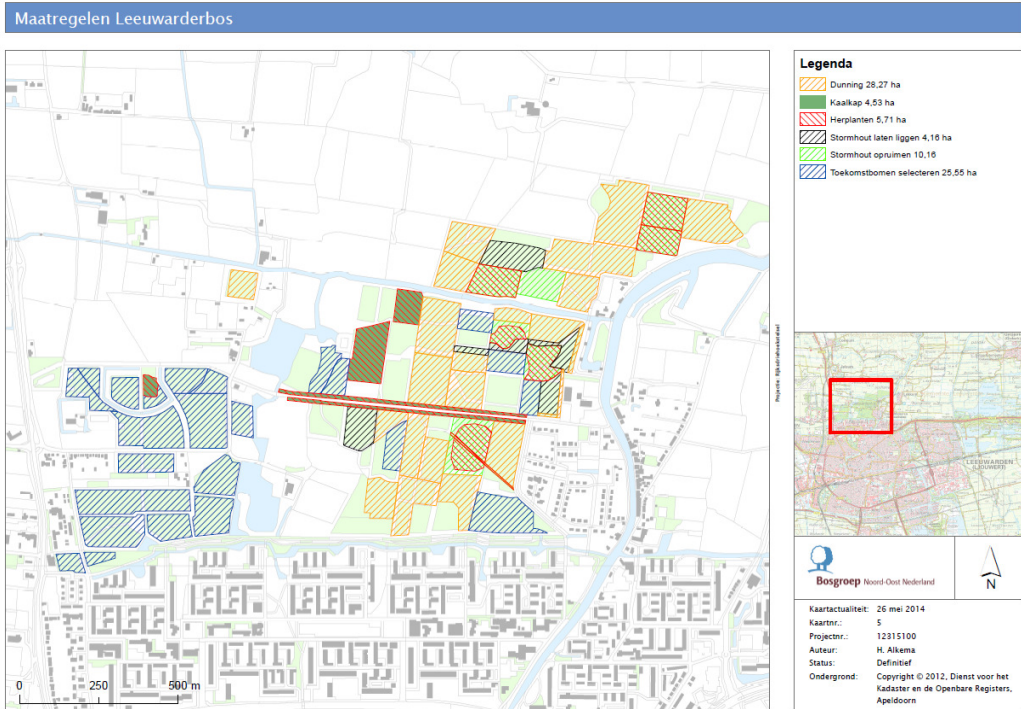 Maatregelen Leeuwarderbos
Legenda
Dunning 28,27 ha
Kaalkap 4,53 ha
Herplanten 5,71 ha
Stormhout laten liggen 4,16 ha
Stormhout opruimen 10,16
Toekomstbomen selecteren 25,55 ha
Projectie: Rijksdriehoekstelsel
LEEUWARDEN
(LJOUWERT)
Bosgroep Noord-Oost Nederland
N
Kaartactualiteit: 26 mei 2014
Kaartnr.: 5
Projectnr.: 12315100
Auteur: H. Alkema
Status: Definitief
Ondergrond: Copyright © 2012, Dienst voor het
Kadaster en de Openbare Registers,
Apeldoorn
0 250 500 m